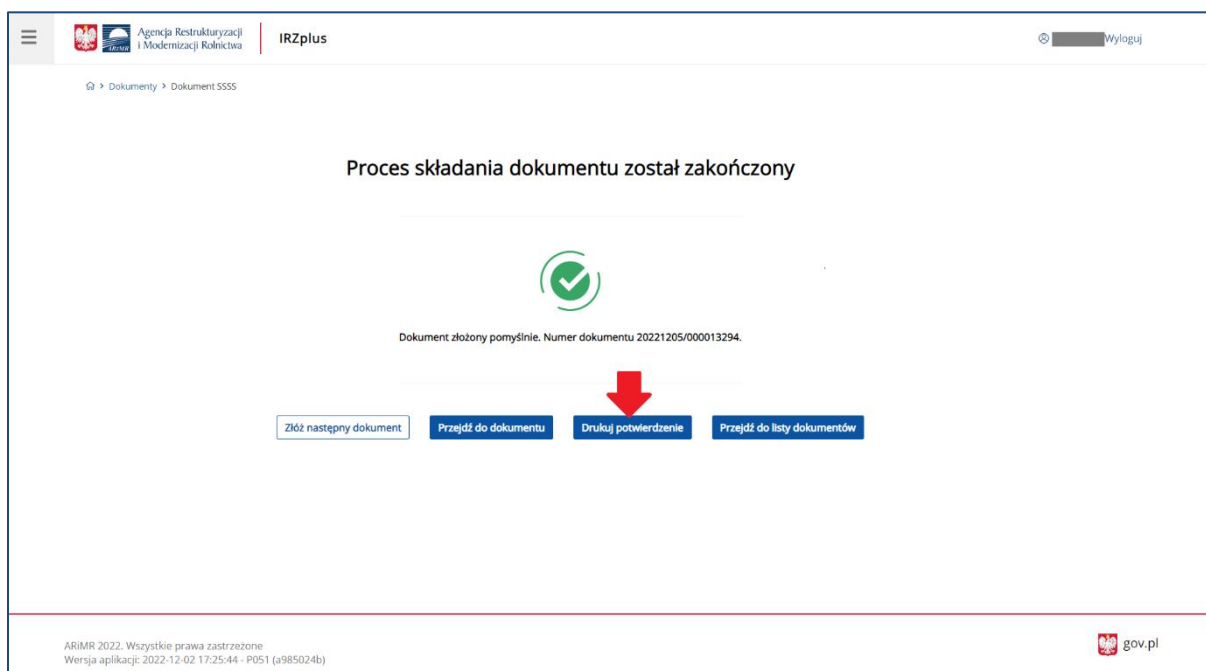 Agencja Restrukturyzacji
i Modernizacji Rolnictwa
IRZplus
Wyloguj
Dokumenty > Dokument SSSS
Proces składania dokumentu został zakończony
Dokument złożony pomyślnie. Numer dokumentu 20221205/000013294.
Złóż następny dokument
Przejdź do dokumentu
Drukuj potwierdzenie
Przejdź do listy dokumentów
ARiMR 2022. Wszystkie prawa zastrzeżone
Wersja aplikacji: 2022-12-02 17:25:44 - P051 (a985024b)
gov.pl